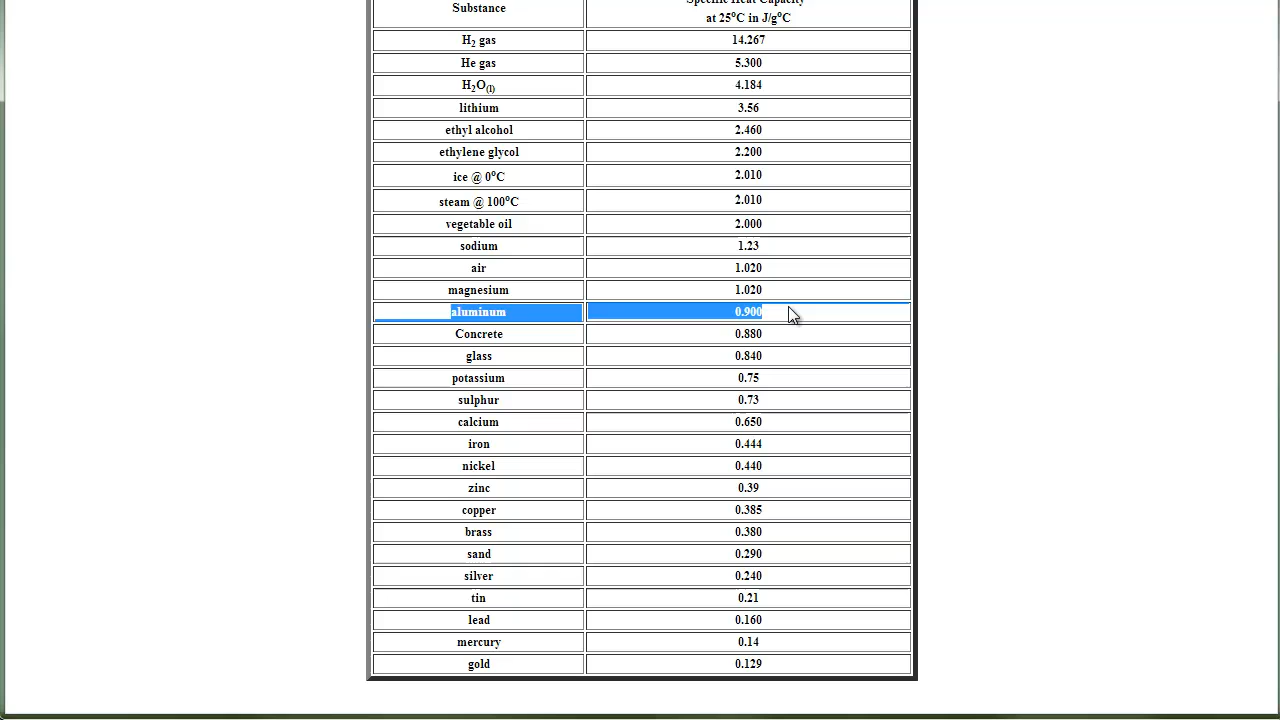 Substance
Specific Heat Capacity
at 25°C in J/g°C
H₂ gas 14.267
He gas 5.300
H₂O(l) 4.184
lithium 3.56
ethyl alcohol 2.460
ethylene glycol 2.200
ice @ 0°C 2.010
steam @ 100°C 2.010
vegetable oil 2.000
sodium 1.23
air 1.020
magnesium 1.020
aluminum 0.900
Concrete 0.880
glass 0.840
potassium 0.75
sulphur 0.73
calcium 0.650
iron 0.444
nickel 0.440
zinc 0.39
copper 0.385
brass 0.380
sand 0.290
silver 0.240
tin 0.21
lead 0.160
mercury 0.14
gold 0.129